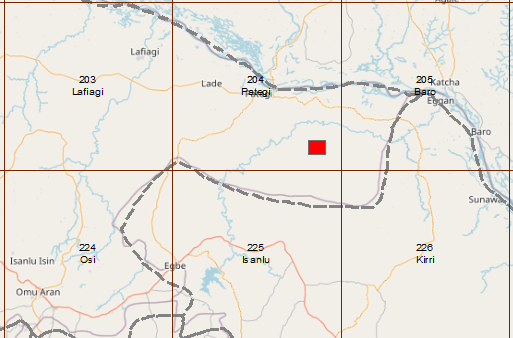 Agaie
Lafiagi
203
Lafiagi
Lade
204
Pategi
205
Baro
Katcha
Eggan
Baro
Sunawa
224
Osi
225
Isanlu
226
Kirri
Isanlu Isin
Egbe
Omu Aran